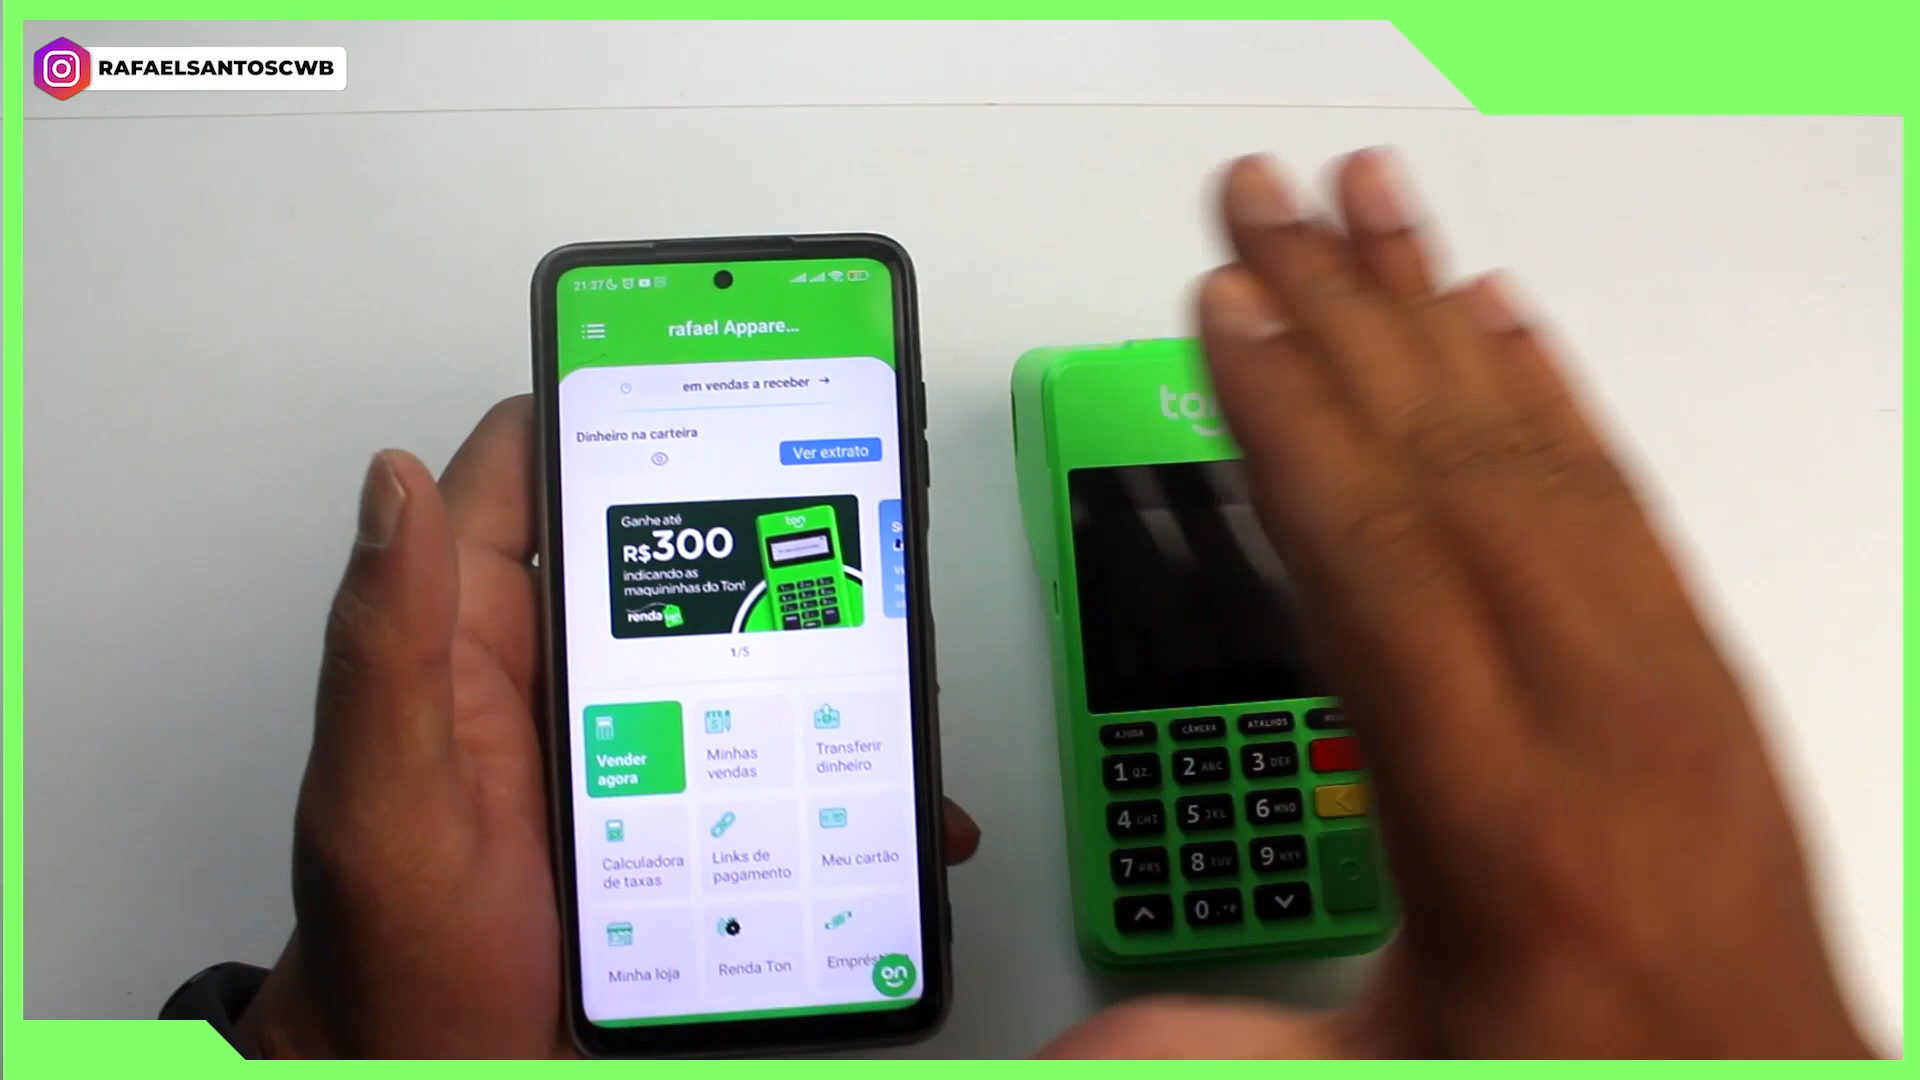 RAFAELSANTOSCWB
21:37
rafael Appare...
em vendas a receber →
Dinheiro na carteira
Ver extrato
Ganhe até
R$300
indicando as
maquininhas do Ton!
renda
ton
1/5
Vender
agora
Minhas
vendas
Transferir
dinheiro
Calculadora
de taxas
Links de
pagamento
Meu cartão
Minha loja
Renda Ton
on
AJUDA
CÂMERA
ATALHOS
1 QZ.
2 ABC
3 DEF
4 GHI
5 JKL
6 MNO
7 PRS
8 TUV
9 WXY
0 .*#